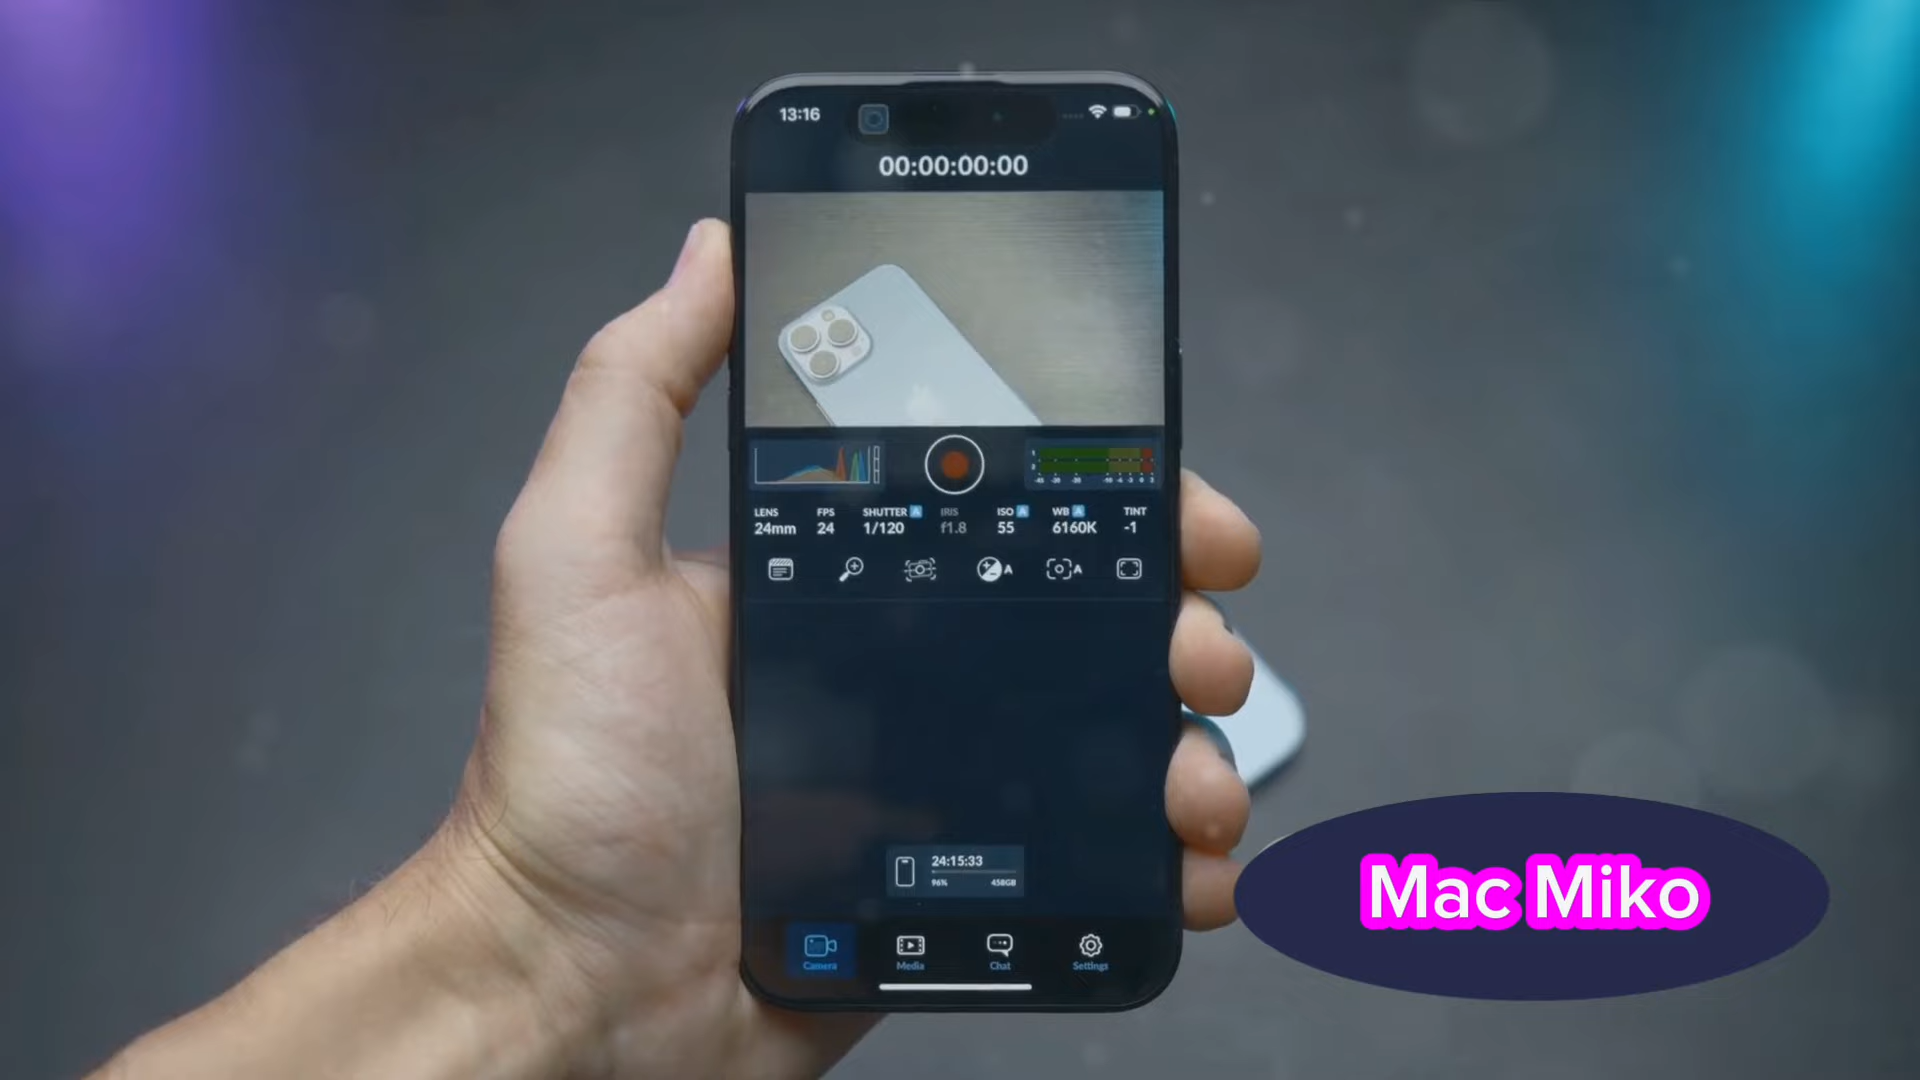 13:16
00:00:00:00
LENS FPS SHUTTER A IRIS ISO A WB A TINT
24mm 24 1/120 f1.8 55 6160K -1
A A
24:15:33
96% 458GB
Camera Media Chat Settings
Mac Miko